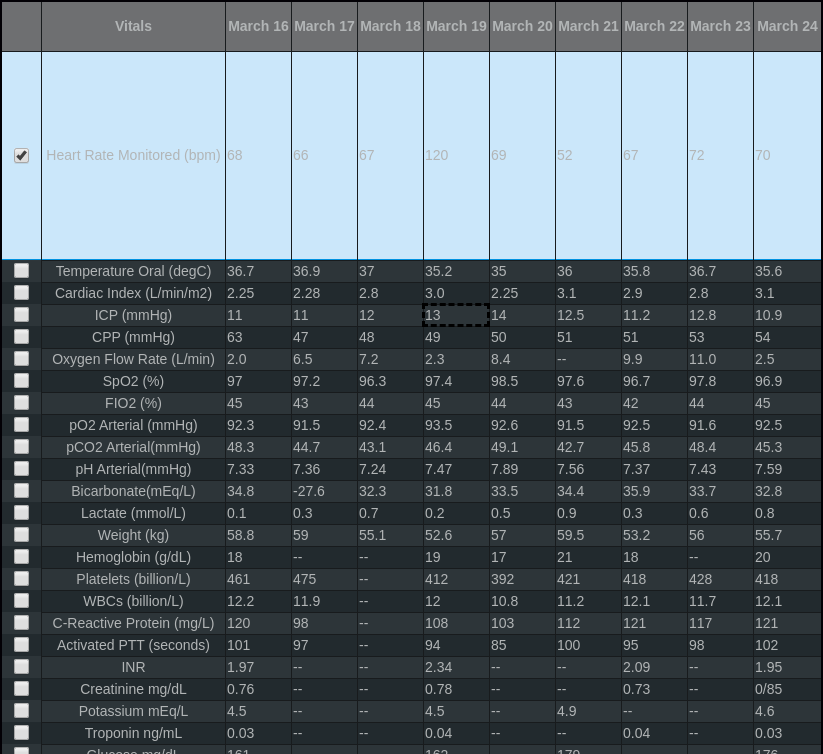 Vitals March 16 March 17 March 18 March 19 March 20 March 21 March 22 March 23 March 24
Heart Rate Monitored (bpm) 68 66 67 120 69 52 67 72 70
Temperature Oral (degC) 36.7 36.9 37 35.2 35 36 35.8 36.7 35.6
Cardiac Index (L/min/m2) 2.25 2.28 2.8 3.0 2.25 3.1 2.9 2.8 3.1
ICP (mmHg) 11 11 12 13 14 12.5 11.2 12.8 10.9
CPP (mmHg) 63 47 48 49 50 51 51 53 54
Oxygen Flow Rate (L/min) 2.0 6.5 7.2 2.3 8.4 -- 9.9 11.0 2.5
SpO2 (%) 97 97.2 96.3 97.4 98.5 97.6 96.7 97.8 96.9
FIO2 (%) 45 43 44 45 44 43 42 44 45
pO2 Arterial (mmHg) 92.3 91.5 92.4 93.5 92.6 91.5 92.5 91.6 92.5
pCO2 Arterial(mmHg) 48.3 44.7 43.1 46.4 49.1 42.7 45.8 48.4 45.3
pH Arterial(mmHg) 7.33 7.36 7.24 7.47 7.89 7.56 7.37 7.43 7.59
Bicarbonate(mEq/L) 34.8 -27.6 32.3 31.8 33.5 34.4 35.9 33.7 32.8
Lactate (mmol/L) 0.1 0.3 0.7 0.2 0.5 0.9 0.3 0.6 0.8
Weight (kg) 58.8 59 55.1 52.6 57 59.5 53.2 56 55.7
Hemoglobin (g/dL) 18 -- -- 19 17 21 18 -- 20
Platelets (billion/L) 461 475 -- 412 392 421 418 428 418
WBCs (billion/L) 12.2 11.9 -- 12 10.8 11.2 12.1 11.7 12.1
C-Reactive Protein (mg/L) 120 98 -- 108 103 112 121 117 121
Activated PTT (seconds) 101 97 -- 94 85 100 95 98 102
INR 1.97 -- -- 2.34 -- -- 2.09 -- 1.95
Creatinine mg/dL 0.76 -- -- 0.78 -- -- 0.73 -- 0/85
Potassium mEq/L 4.5 -- -- 4.5 -- 4.9 -- -- 4.6
Troponin ng/mL 0.03 -- -- 0.04 -- -- 0.04 -- 0.03
Glucose mg/dL 161 162 170 176